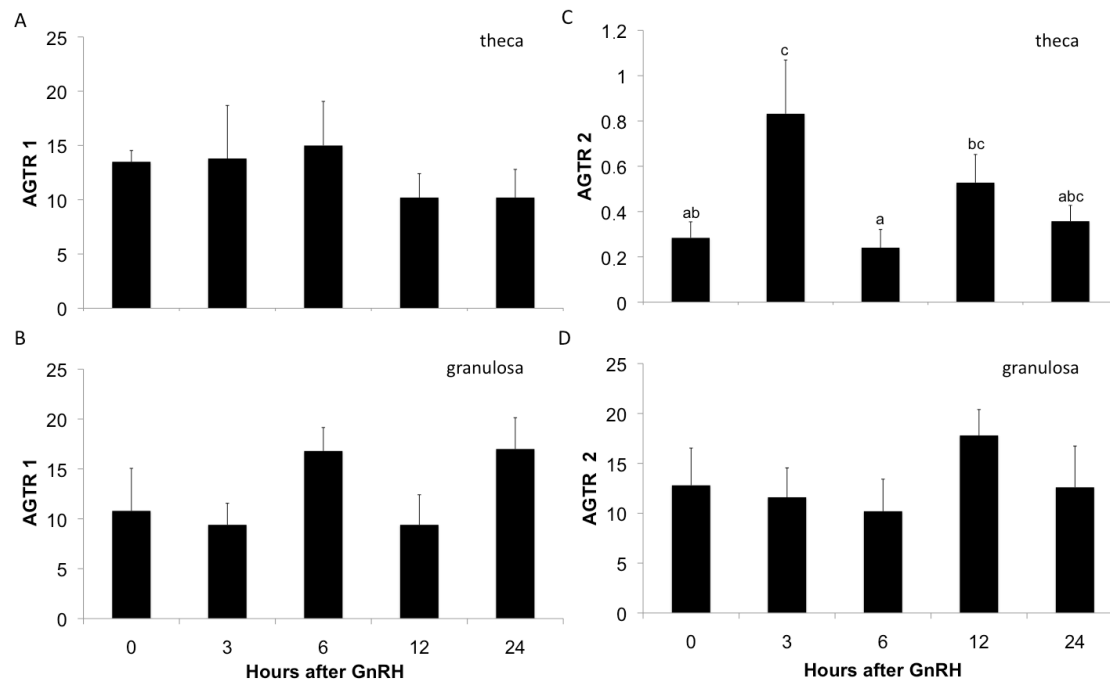 A
theca
25
20
15
10
5
0
AGTR 1
C
theca
1.2
1
0.8
0.6
0.4
0.2
0
AGTR 2
ab
c
a
bc
abc
B
granulosa
25
20
15
10
5
0
AGTR 1
0 3 6 12 24
Hours after GnRH
D
granulosa
25
20
15
10
5
0
AGTR 2
0 3 6 12 24
Hours after GnRH